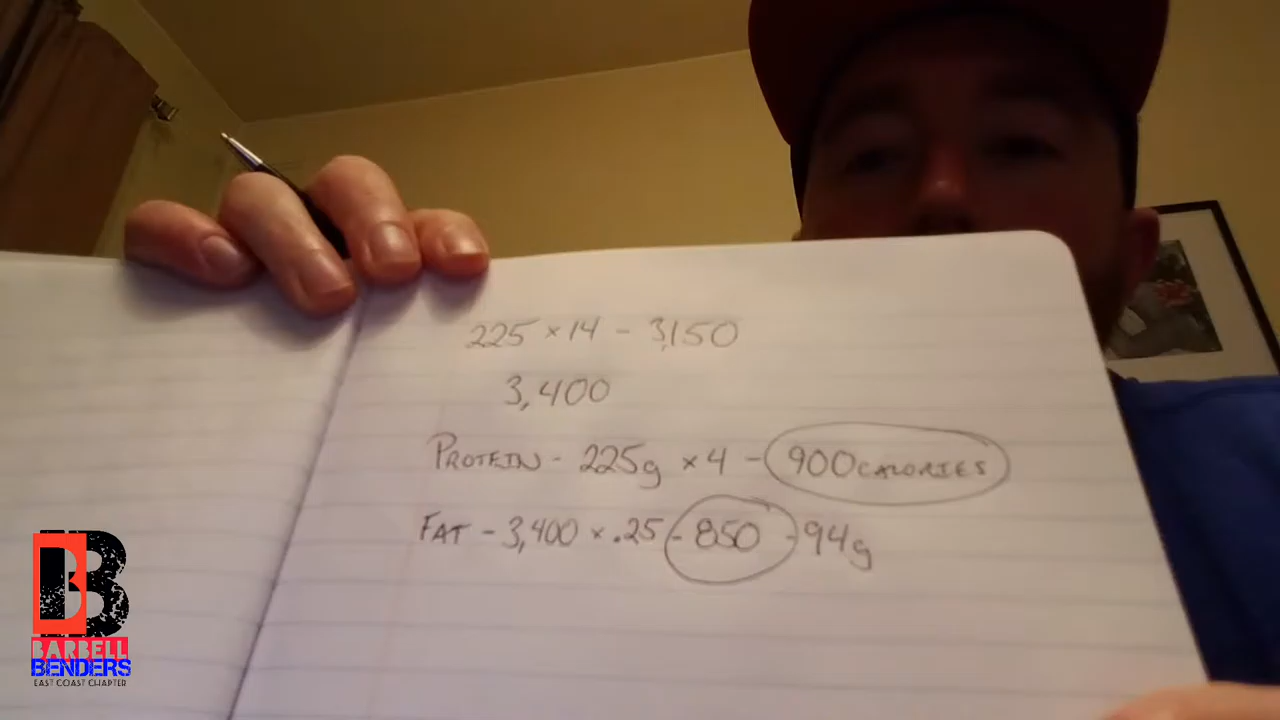 225 × 14 - 3,150
3,400
PROTEIN - 225g × 4 - 900 CALORIES
FAT - 3,400 × .25 - 850 - 94g
B
BARBELL
BENDERS
EAST COAST CHAPTER